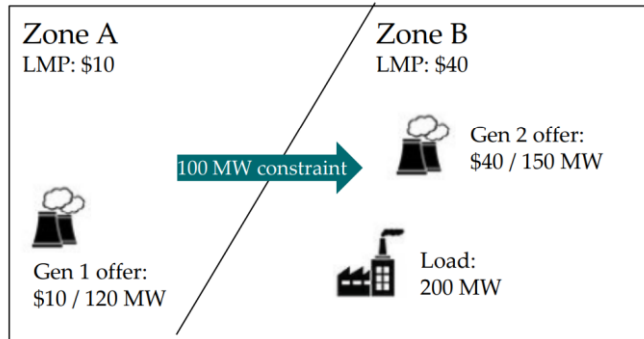 Zone A
LMP: $10
Zone B
LMP: $40
Gen 2 offer:
$40 / 150 MW
100 MW constraint
Gen 1 offer:
$10 / 120 MW
Load:
200 MW